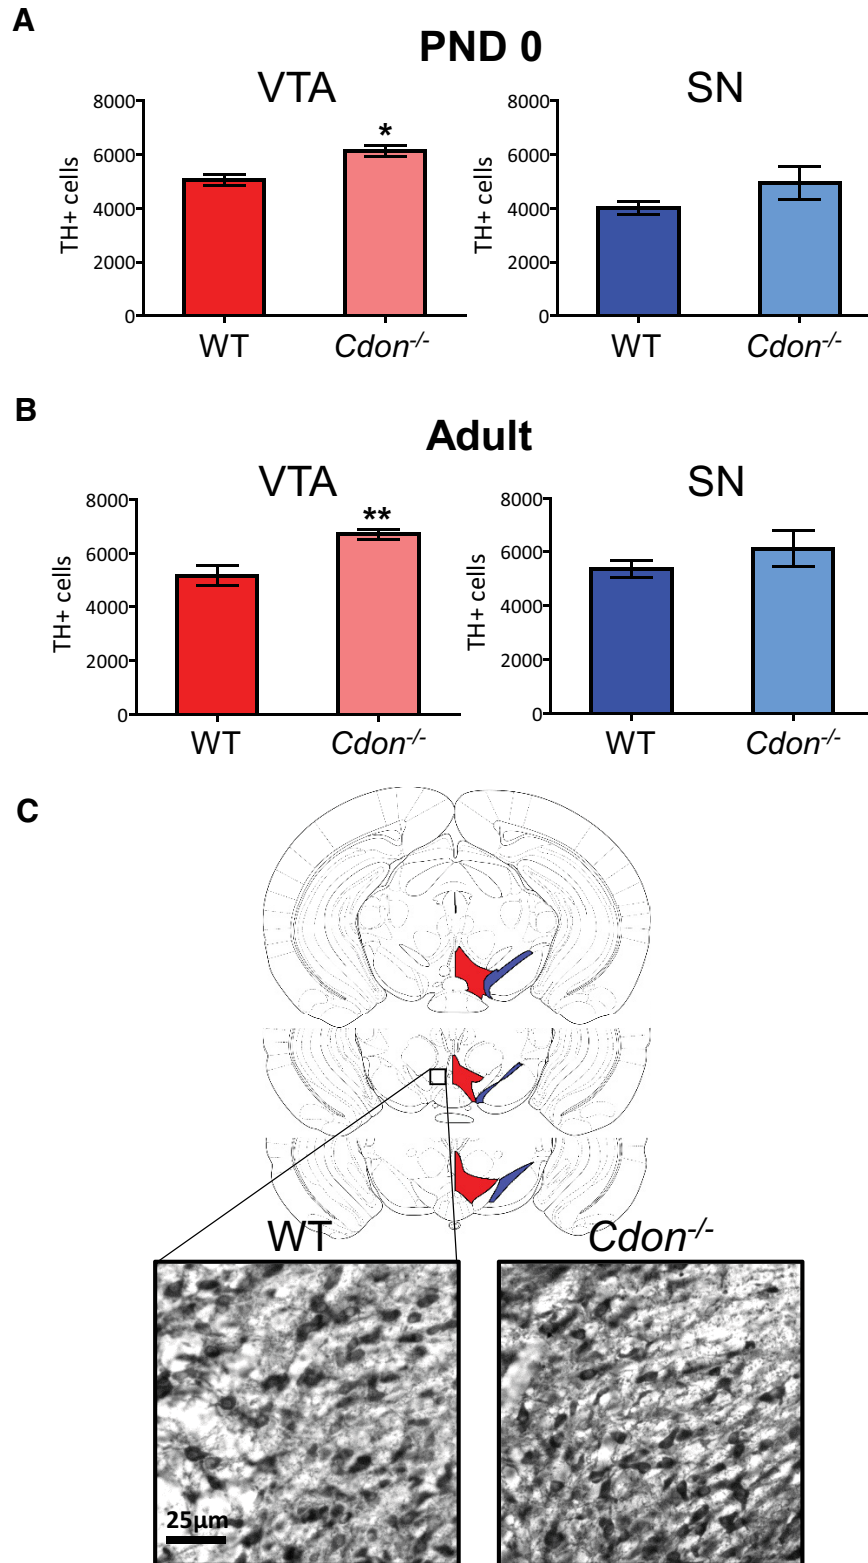 A
PND 0
VTA
SN
8000
6000
4000
2000
0
TH+ cells
*
WT
Cdon-/-
8000
6000
4000
2000
0
TH+ cells
WT
Cdon-/-
B
Adult
VTA
SN
8000
6000
4000
2000
0
TH+ cells
**
WT
Cdon-/-
8000
6000
4000
2000
0
TH+ cells
WT
Cdon-/-
C
WT
Cdon-/-
25μm